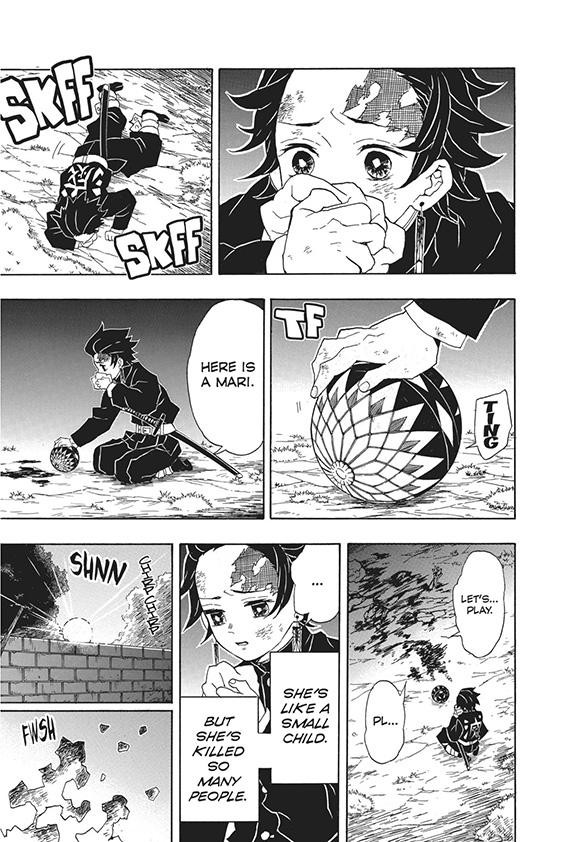 SKFF
SKFF
TF
TING
HERE IS
A MARI.
LET'S...
PLAY.
PL...
...
SHE'S
LIKE A
SMALL
CHILD.
BUT
SHE'S
KILLED
SO
MANY
PEOPLE.
SHNN
FWSH